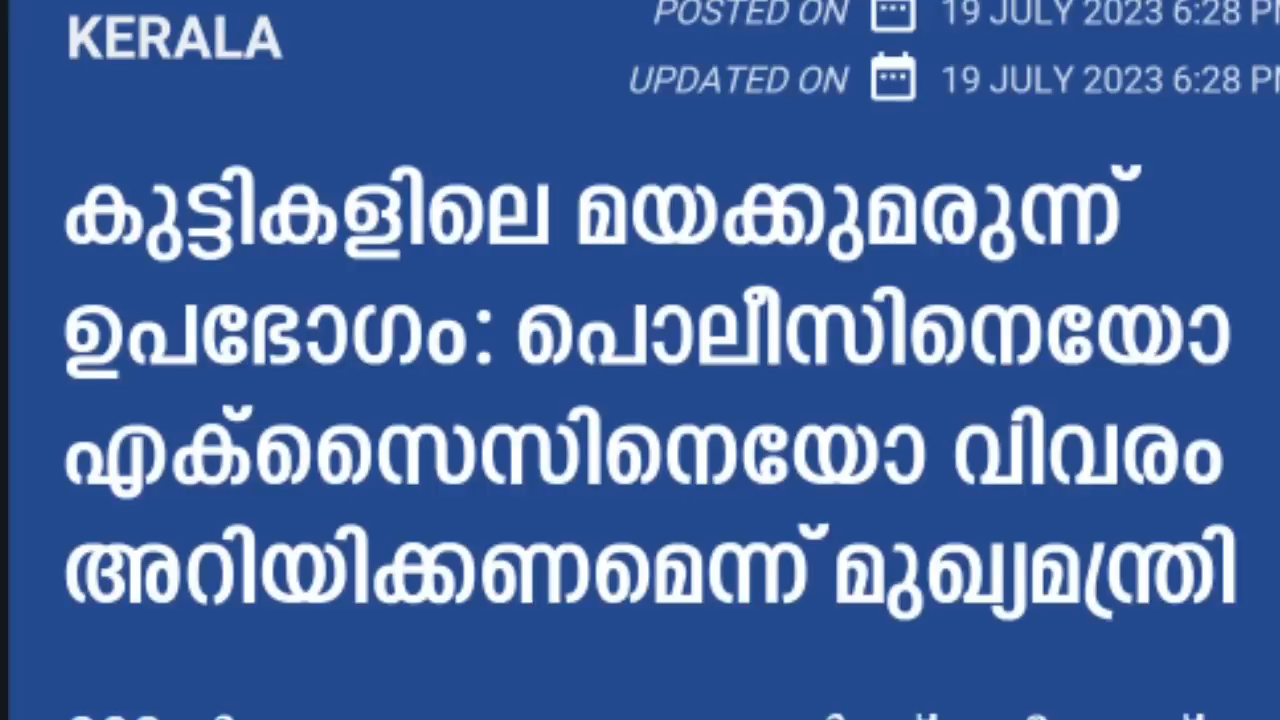 KERALA
POSTED ON 19 JULY 2023 6:28
UPDATED ON 19 JULY 2023 6:28
കുട്ടികളിലെ മയക്കുമരുന്ന്
ഉപഭോഗം: പൊലീസിനെയോ
എക്സൈസിനെയോ വിവരം
അറിയിക്കണമെന്ന് മുഖ്യമന്ത്രി